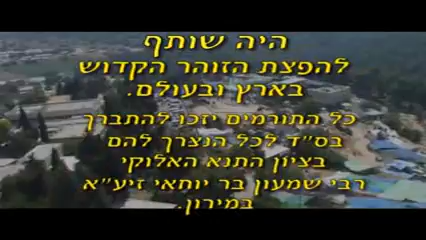 היה שותף
להפצת הזוהר הקדוש
בארץ ובעולם.
כל התורמים יזכו להתברך
בס״ד לכל הנצרך להם
בציון התנא האלוקי
רבי שמעון בר יוחאי זיע״א
במירון.